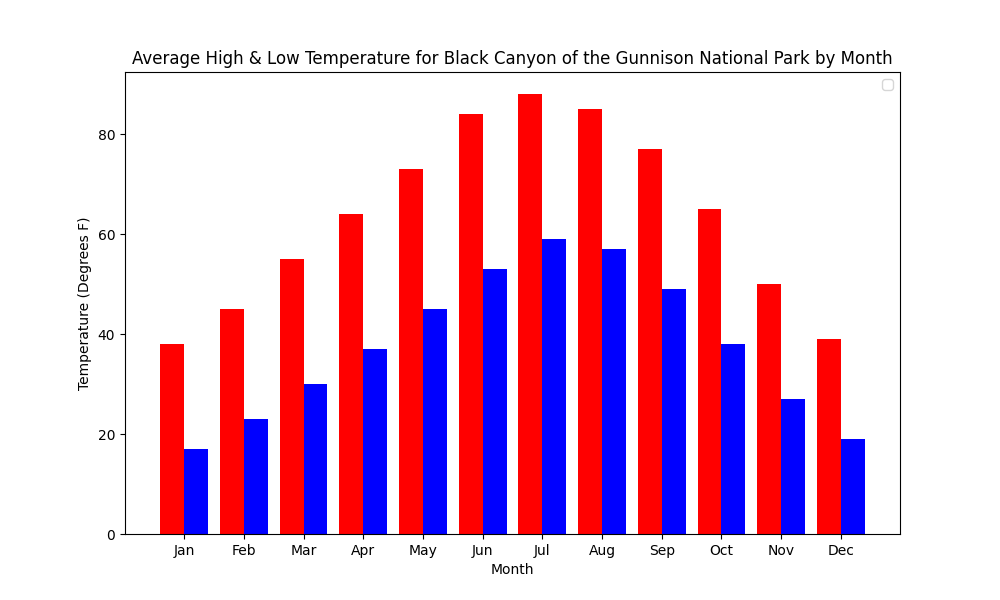 Average High & Low Temperature for Black Canyon of the Gunnison National Park by Month
Temperature (Degrees F)
80
60
40
20
0
Jan Feb Mar Apr May Jun Jul Aug Sep Oct Nov Dec
Month